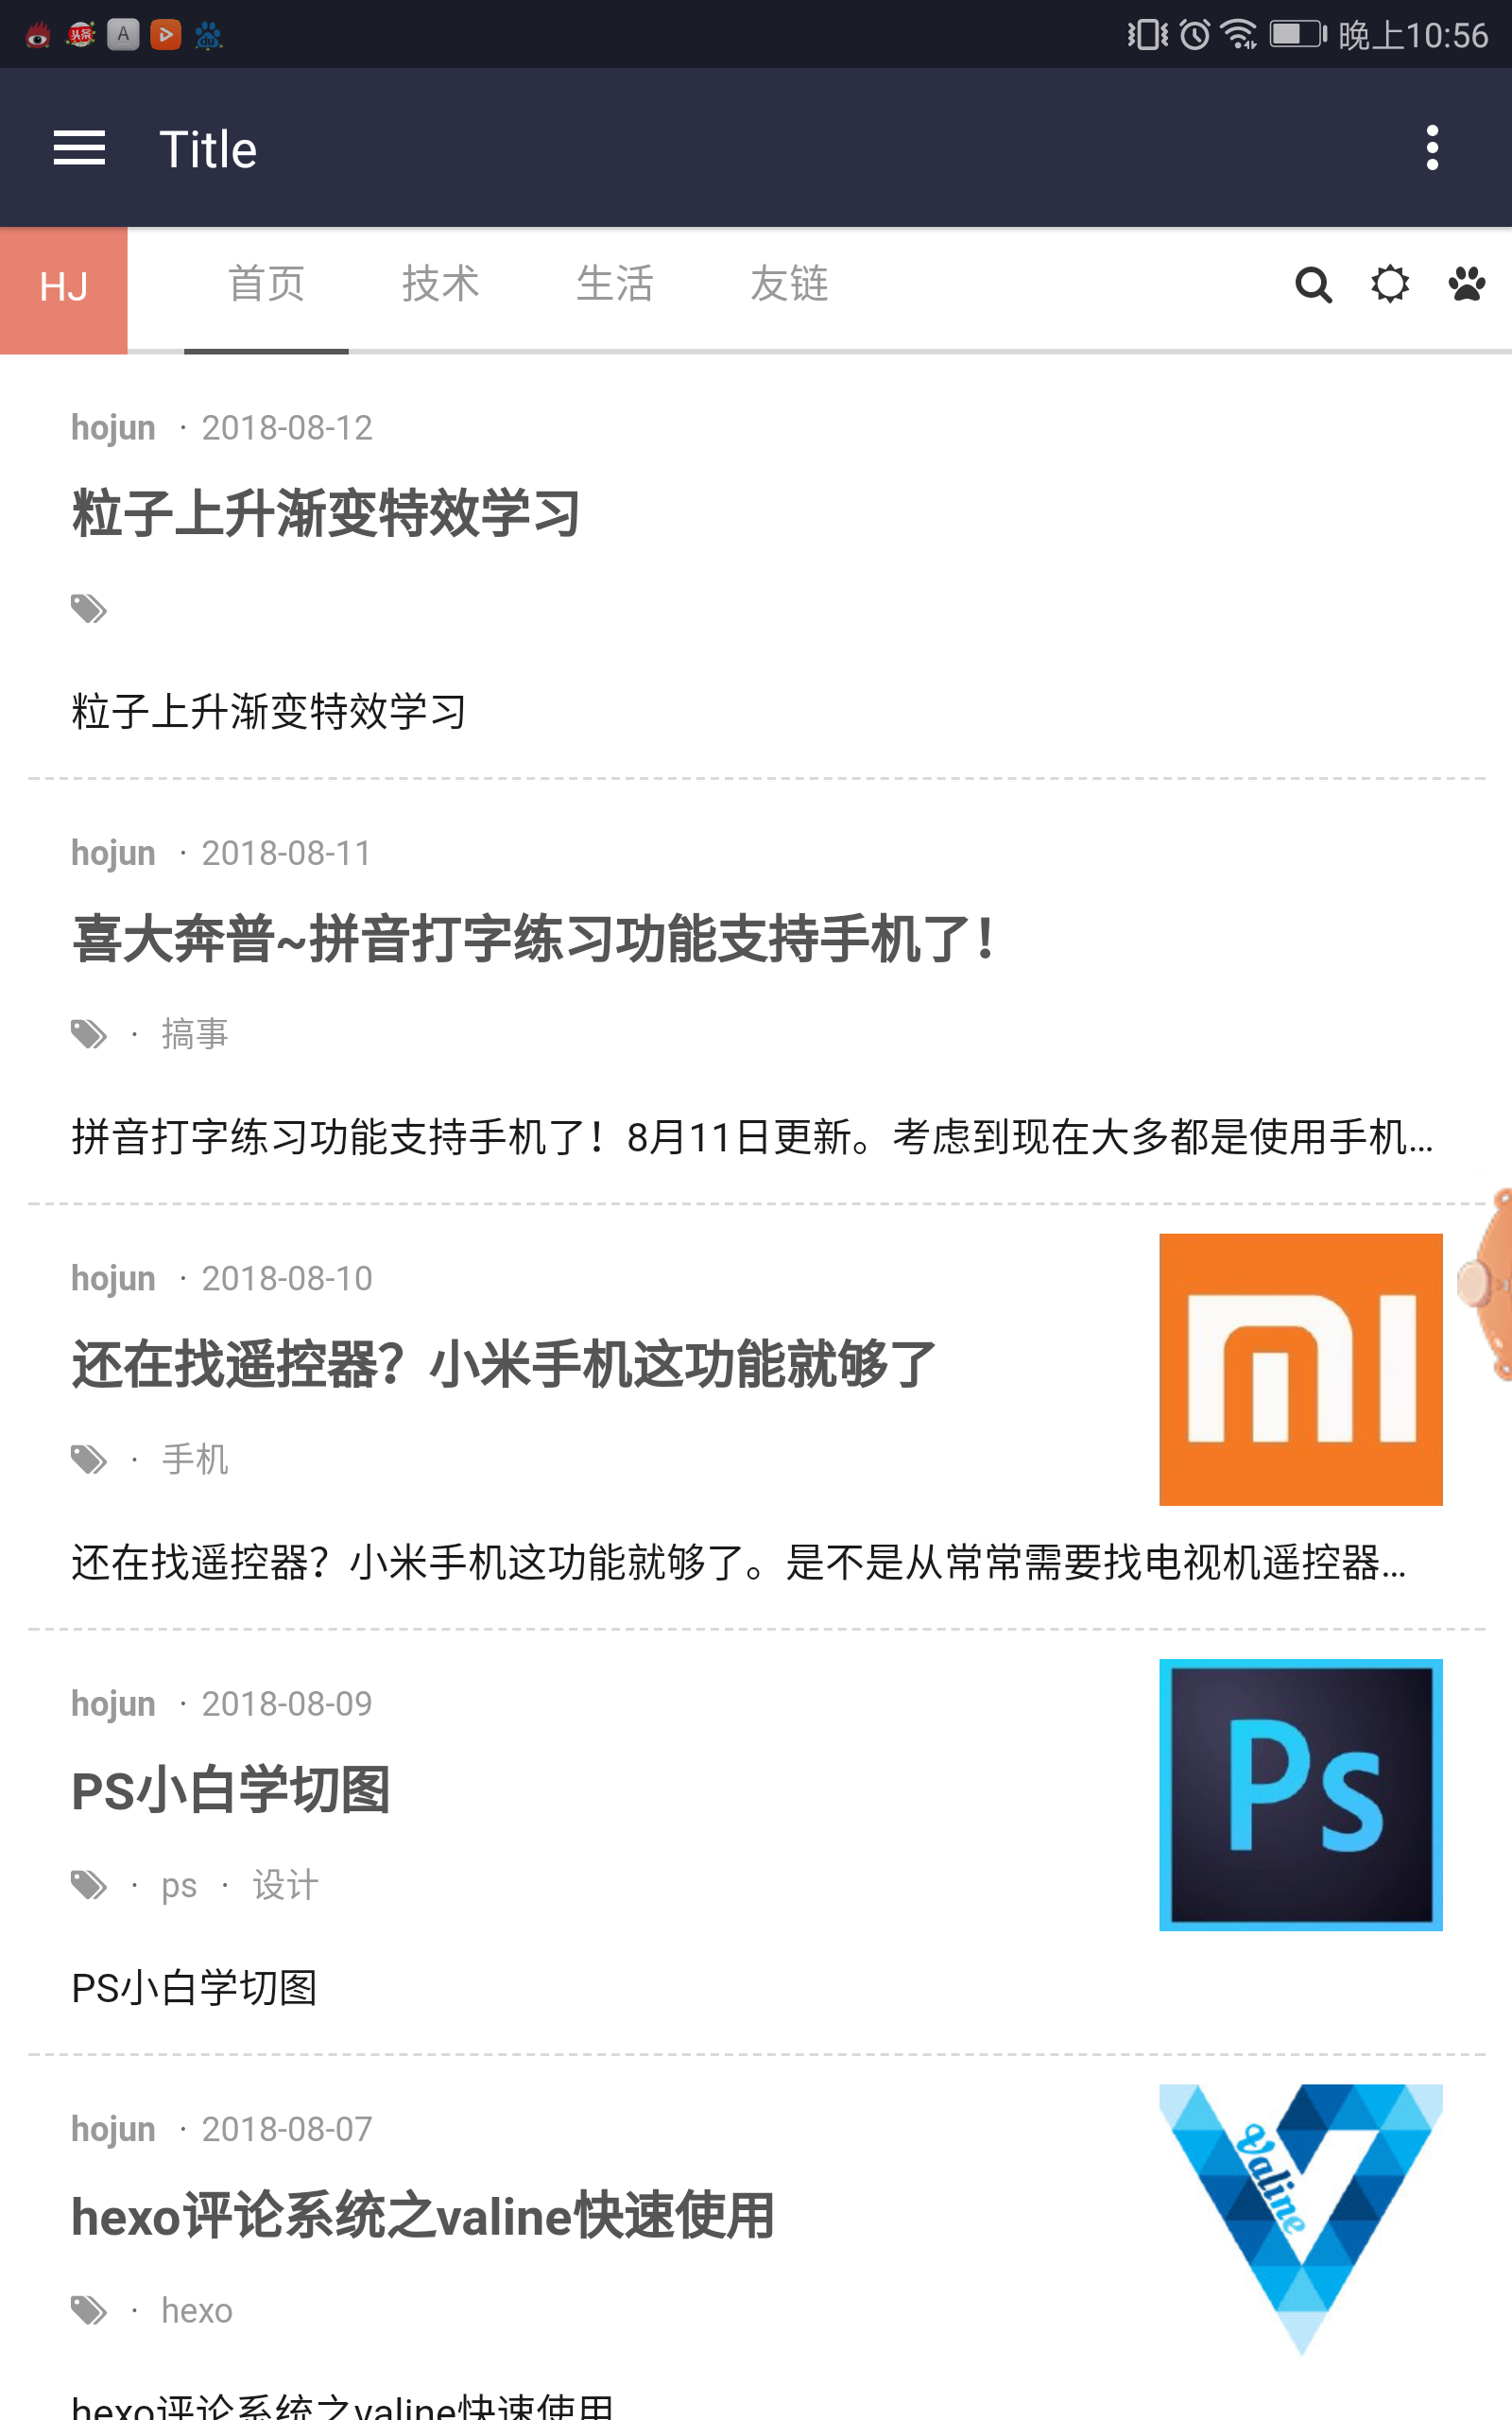 晚上10:56
Title
HJ 首页 技术 生活 友链
hojun · 2018-08-12
粒子上升渐变特效学习
粒子上升渐变特效学习
hojun · 2018-08-11
喜大奔普~拼音打字练习功能支持手机了！
· 搞事
拼音打字练习功能支持手机了！8月11日更新。考虑到现在大多都是使用手机...
hojun · 2018-08-10
还在找遥控器？小米手机这功能就够了
· 手机
还在找遥控器？小米手机这功能就够了。是不是从常常需要找电视机遥控器...
hojun · 2018-08-09
PS小白学切图
Ps
· ps · 设计
PS小白学切图
hojun · 2018-08-07
Valine
hexo评论系统之valine快速使用
· hexo
hexo评论系统之valine快速使用